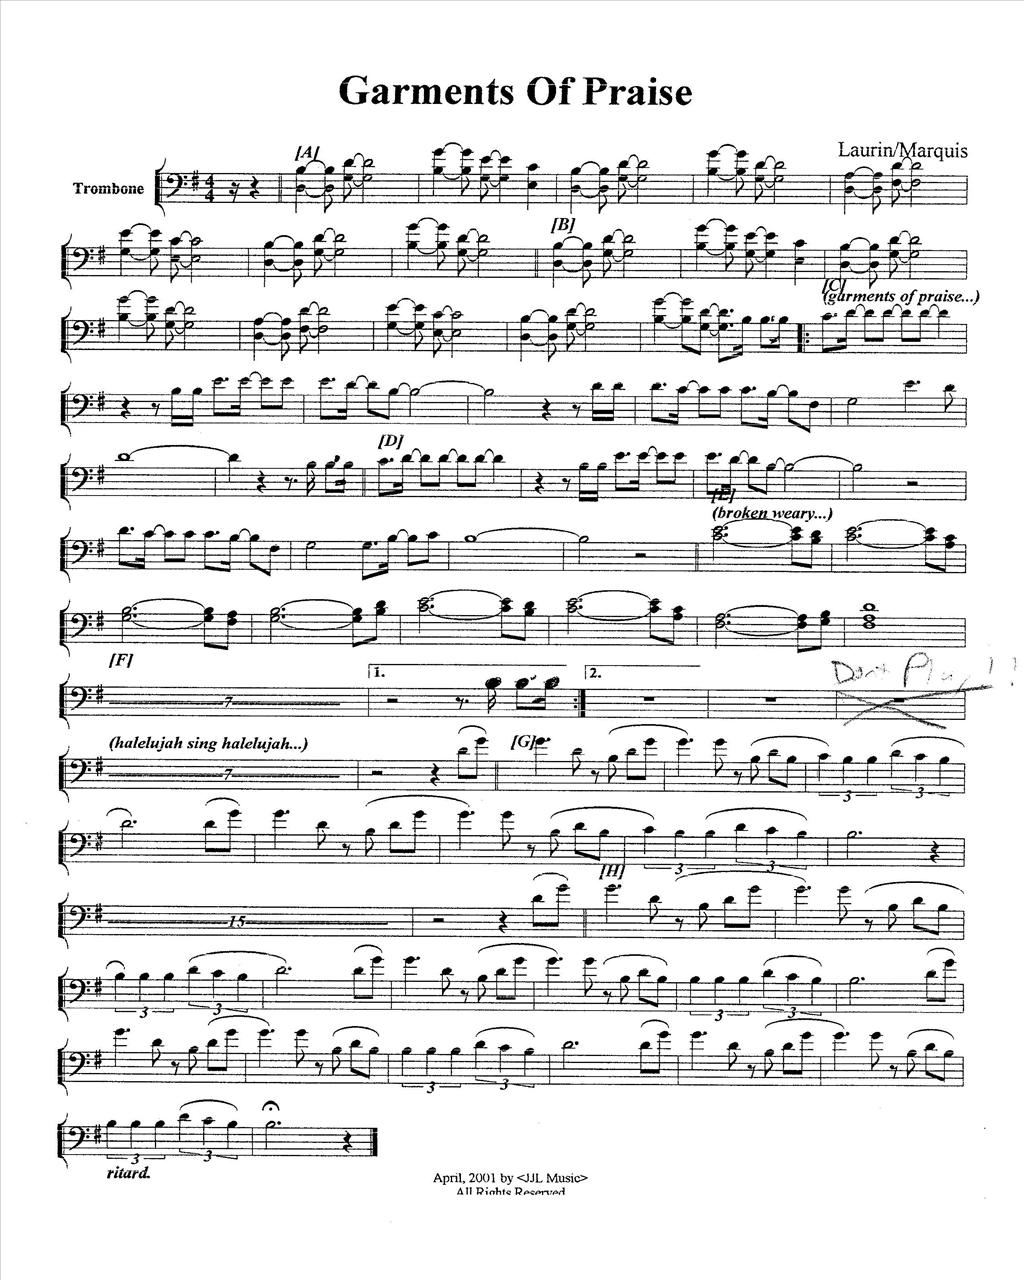 Garments Of Praise
Laurin/Marquis
[A]
Trombone
4
4
[B]
[C]
(garments of praise...)
[D]
[E]
(broken weary...)
[F]
7
1.
2.
Don't Play!!
(halelujah sing halelujah...)
7
[G]
3
3
3
3
[H]
15
3
3
3
3
3
3
3
3
ritard.
April, 2001 by <JJL Music>
All Rights Reserved